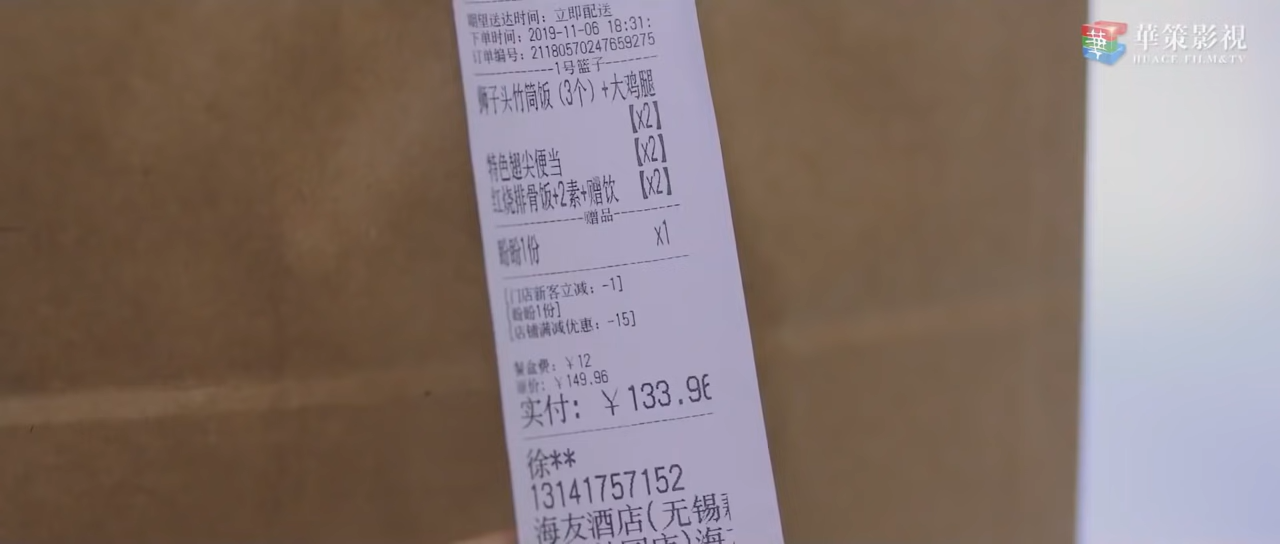 華策影視
HUACE FILM&TV
期望送达时间：立即配送
下单时间：2019-11-06 18:31:
订单编号：21180570247659275
1号篮子
狮子头竹筒饭（3个）+大鸡腿
【x2】
特色翅尖便当 【x2】
红烧排骨饭+2素+赠饮 【x2】
赠品
盼盼1份 x1
[门店新客立减：-1]
[盼盼1份]
[店铺满减优惠：-15]
餐盒费：￥12
原价：￥149.96
实付：￥133.96
徐**
13141757152
海友酒店(无锡
店)海